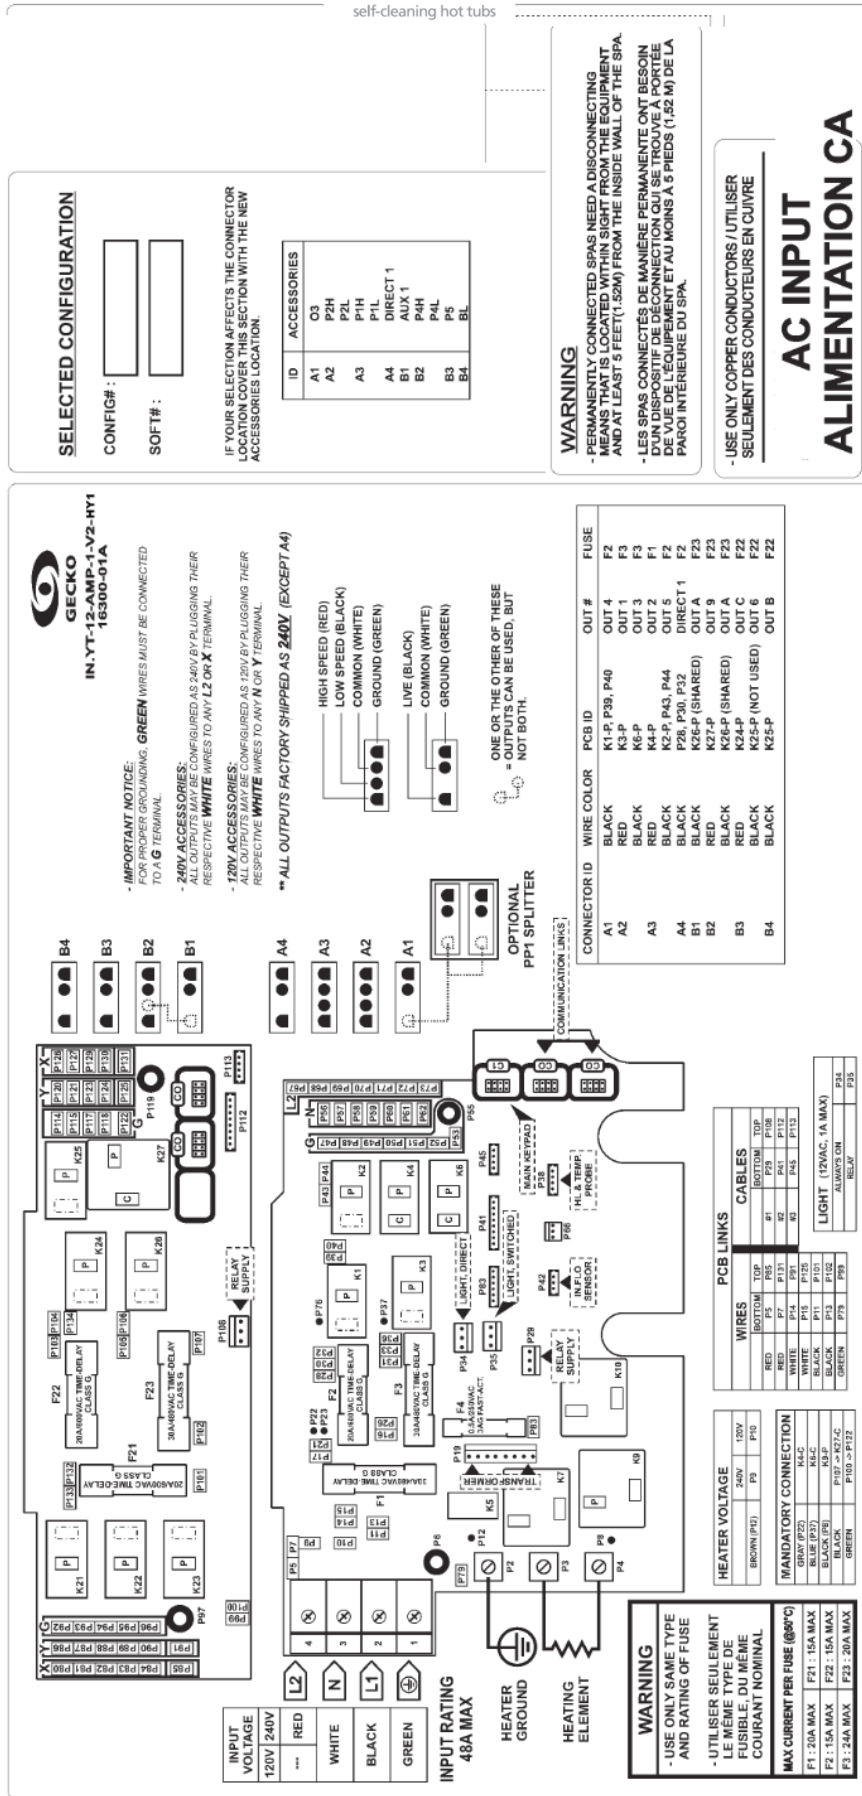 self-cleaning hot tubs
GECKO
IN.YT-12-AMP-1-V2-HY1
16300-01A
- IMPORTANT NOTICE:
FOR PROPER GROUNDING, GREEN WIRES MUST BE CONNECTED
TO A G TERMINAL.
- 240V ACCESSORIES:
ALL OUTPUTS MAY BE CONFIGURED AS 240V BY PLUGGING THEIR
RESPECTIVE WHITE WIRES TO ANY L2 OR X TERMINAL.
- 120V ACCESSORIES:
ALL OUTPUTS MAY BE CONFIGURED AS 120V BY PLUGGING THEIR
RESPECTIVE WHITE WIRES TO ANY N OR Y TERMINAL.
** ALL OUTPUTS FACTORY SHIPPED AS 240V (EXCEPT A4)
HIGH SPEED (RED)
LOW SPEED (BLACK)
COMMON (WHITE)
GROUND (GREEN)
LIVE (BLACK)
COMMON (WHITE)
GROUND (GREEN)
ONE OR THE OTHER OF THESE
= OUTPUTS CAN BE USED, BUT
NOT BOTH.
CONNECTOR ID WIRE COLOR PCB ID OUT # FUSE
A1 BLACK K1-P, P39, P40 OUT 4 F2
A2 RED K3-P OUT 1 F3
BLACK K6-P OUT 3 F3
A3 RED K4-P OUT 2 F1
BLACK K2-P, P43, P44 OUT 5 F2
A4 BLACK P28, P30, P32 DIRECT 1 F2
B1 BLACK K26-P (SHARED) OUT A F23
B2 RED K27-P OUT 9 F23
BLACK K26-P (SHARED) OUT A F23
B3 RED K24-P OUT C F22
BLACK K25-P (NOT USED) OUT 6 F22
B4 BLACK K25-P OUT B F22
SELECTED CONFIGURATION
CONFIG# :
SOFT# :
IF YOUR SELECTION AFFECTS THE CONNECTOR
LOCATION COVER THIS SECTION WITH THE NEW
ACCESSORIES LOCATION.
ID ACCESSORIES
A1 O3
A2 P2H
P2L
A3 P1H
P1L
A4 DIRECT 1
B1 AUX 1
B2 P4H
P4L
B3 P5
B4 BL
WARNING
- PERMANENTLY CONNECTED SPAS NEED A DISCONNECTING
MEANS THAT IS LOCATED WITHIN SIGHT FROM THE EQUIPMENT
AND AT LEAST 5 FEET(1.52M) FROM THE INSIDE WALL OF THE SPA.
- LES SPAS CONNECTÉS DE MANIÈRE PERMANENTE ONT BESOIN
D'UN DISPOSITIF DE DÉCONNECTION QUI SE TROUVE À PORTÉE
DE VUE DE L'ÉQUIPEMENT ET AU MOINS À 5 PIEDS (1,52 M) DE LA
PAROI INTÉRIEURE DU SPA.
- USE ONLY COPPER CONDUCTORS / UTILISER
SEULEMENT DES CONDUCTEURS EN CUIVRE
AC INPUT
ALIMENTATION CA
B4
B3
B2
B1
A4
A3
A2
A1
OPTIONAL
PP1 SPLITTER
COMMUNICATION LINKS
MAIN KEYPAD
HL & TEMP.
PROBE
LIGHT, DIRECT
LIGHT, SWITCHED
IN.FLO
SENSOR
RELAY
SUPPLY
RELAY
SUPPLY
TRANSFORMER
F21
20A/600VAC TIME-DELAY
CLASS G
F22
20A/600VAC TIME-DELAY
CLASS G
F23
30A/480VAC TIME-DELAY
CLASS G
F1
30A/480VAC TIME-DELAY
CLASS G
F2
20A/600VAC TIME-DELAY
CLASS G
F3
30A/480VAC TIME-DELAY
CLASS G
F4
0.5A/250VAC
3AG FAST-ACT.
INPUT
VOLTAGE
120V 240V
--- RED
WHITE
BLACK
GREEN
L2
N
L1
4
3
2
1
INPUT RATING
48A MAX
HEATER
GROUND
HEATING
ELEMENT
P2
P3
P4
WARNING
- USE ONLY SAME TYPE
AND RATING OF FUSE
- UTILISER SEULEMENT
LE MÊME TYPE DE
FUSIBLE, DU MÊME
COURANT NOMINAL
MAX CURRENT PER FUSE (@60°C)
F1 : 20A MAX F21 : 15A MAX
F2 : 15A MAX F22 : 15A MAX
F3 : 24A MAX F23 : 20A MAX
HEATER VOLTAGE
240V 120V
BROWN (P12) P9 P10
MANDATORY CONNECTION
GRAY (P22) K4-C
BLUE (P37) K6-C
BLACK (P8) K9-P
BLACK P107 -> K27-C
GREEN P100 -> P122
PCB LINKS
WIRES CABLES
BOTTOM TOP BOTTOM TOP
RED P5 P85 #1 P29 P108
RED P7 P131 #2 P41 P112
WHITE P14 P91 #3 P45 P113
WHITE P15 P125
BLACK P11 P101
BLACK P13 P102
GREEN P79 P99
LIGHT (12VAC, 1A MAX)
ALWAYS ON P34
RELAY P35